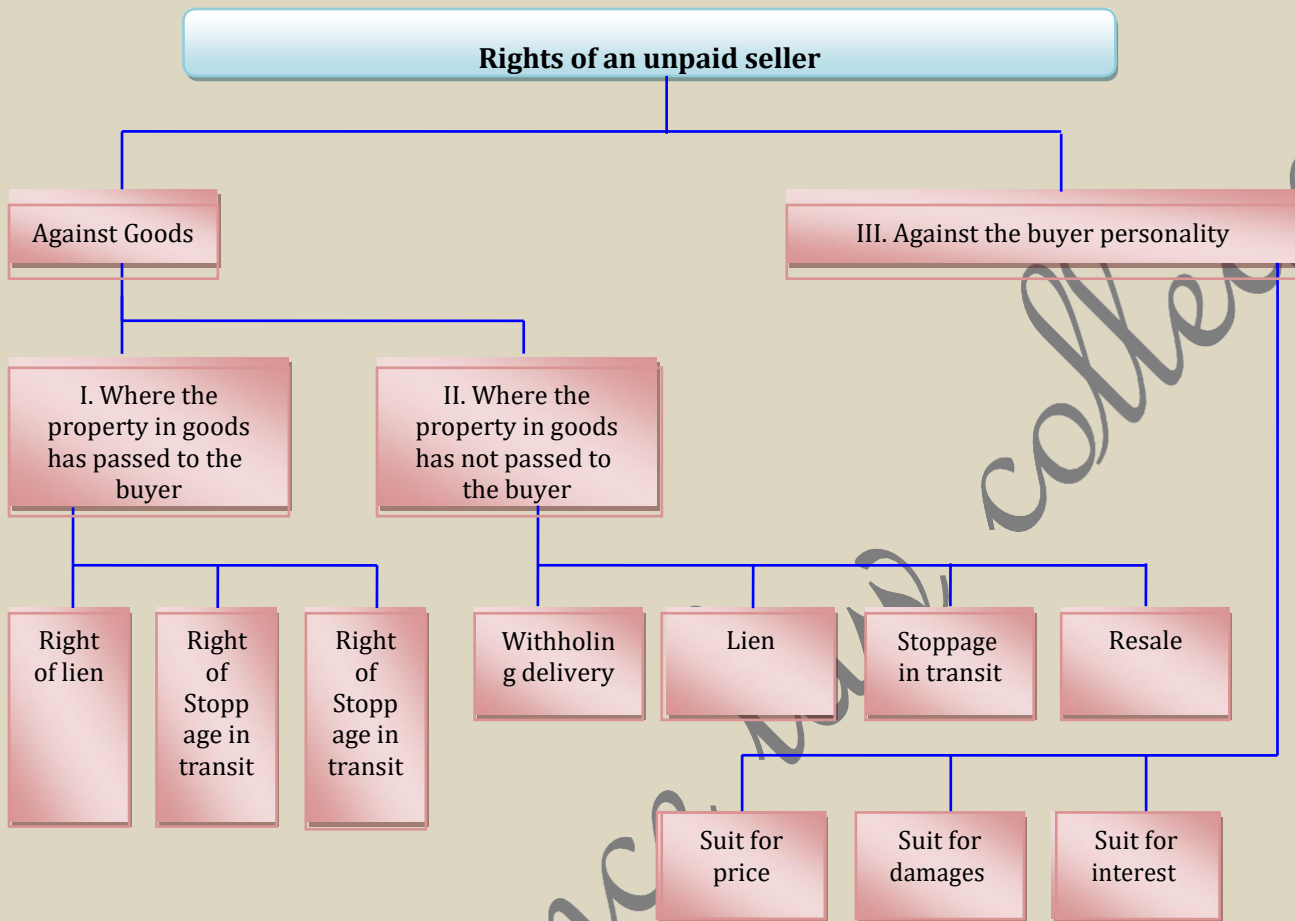 Rights of an unpaid seller
Against Goods
III. Against the buyer personality
I. Where the
property in goods
has passed to the
buyer
II. Where the
property in goods
has not passed to
the buyer
Right
of lien
Right
of
Stopp
age in
transit
Right
of
Stopp
age in
transit
Withholin
g delivery
Lien
Stoppage
in transit
Resale
Suit for
price
Suit for
damages
Suit for
interest